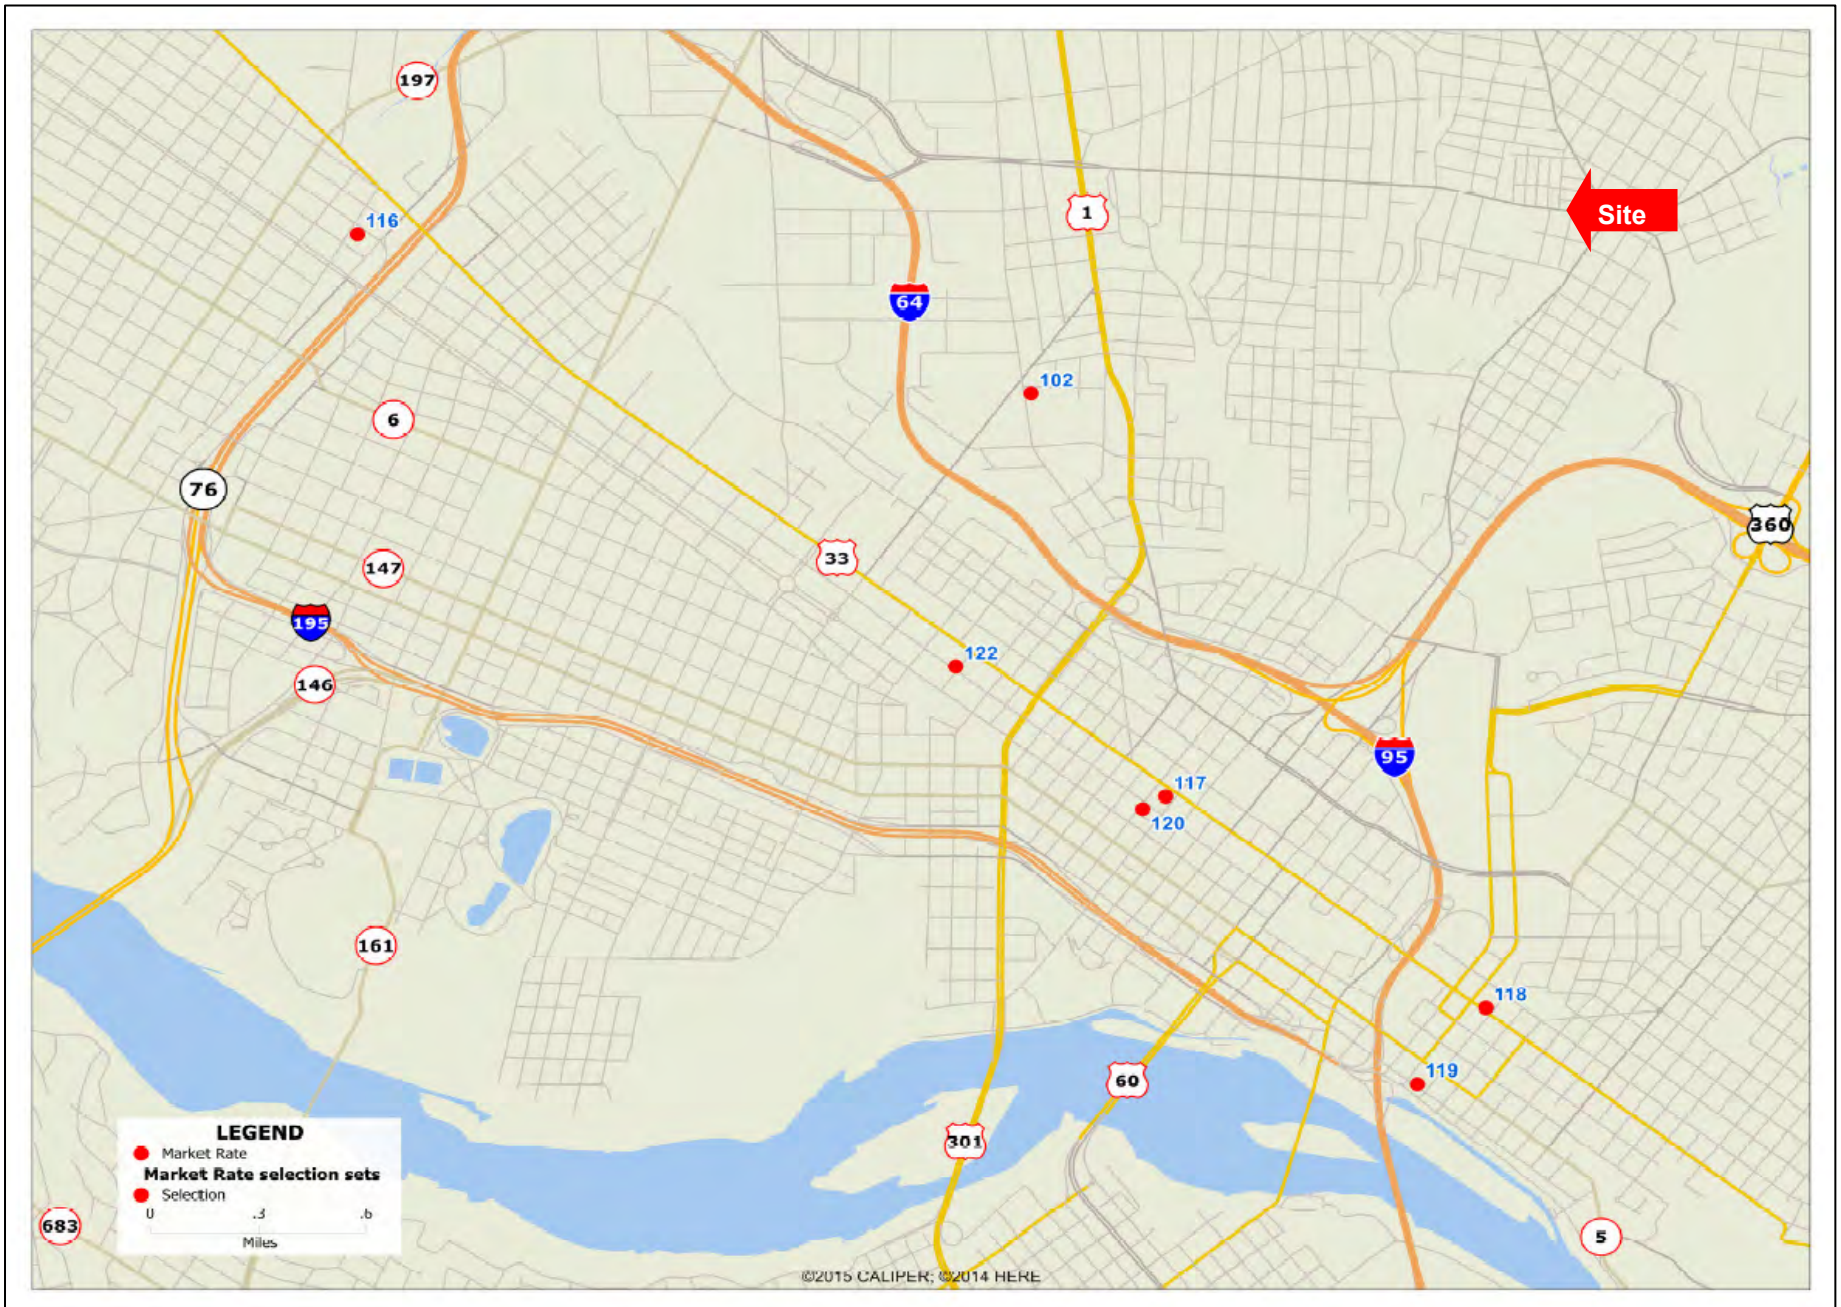 197
116
1
Site
64
102
6
76
360
33
147
195
122
146
95
117
120
161
118
119
60
301
LEGEND
Market Rate
Market Rate selection sets
Selection
0 .3 .6
Miles
683
5
©2015 CALIPER; ©2014 HERE